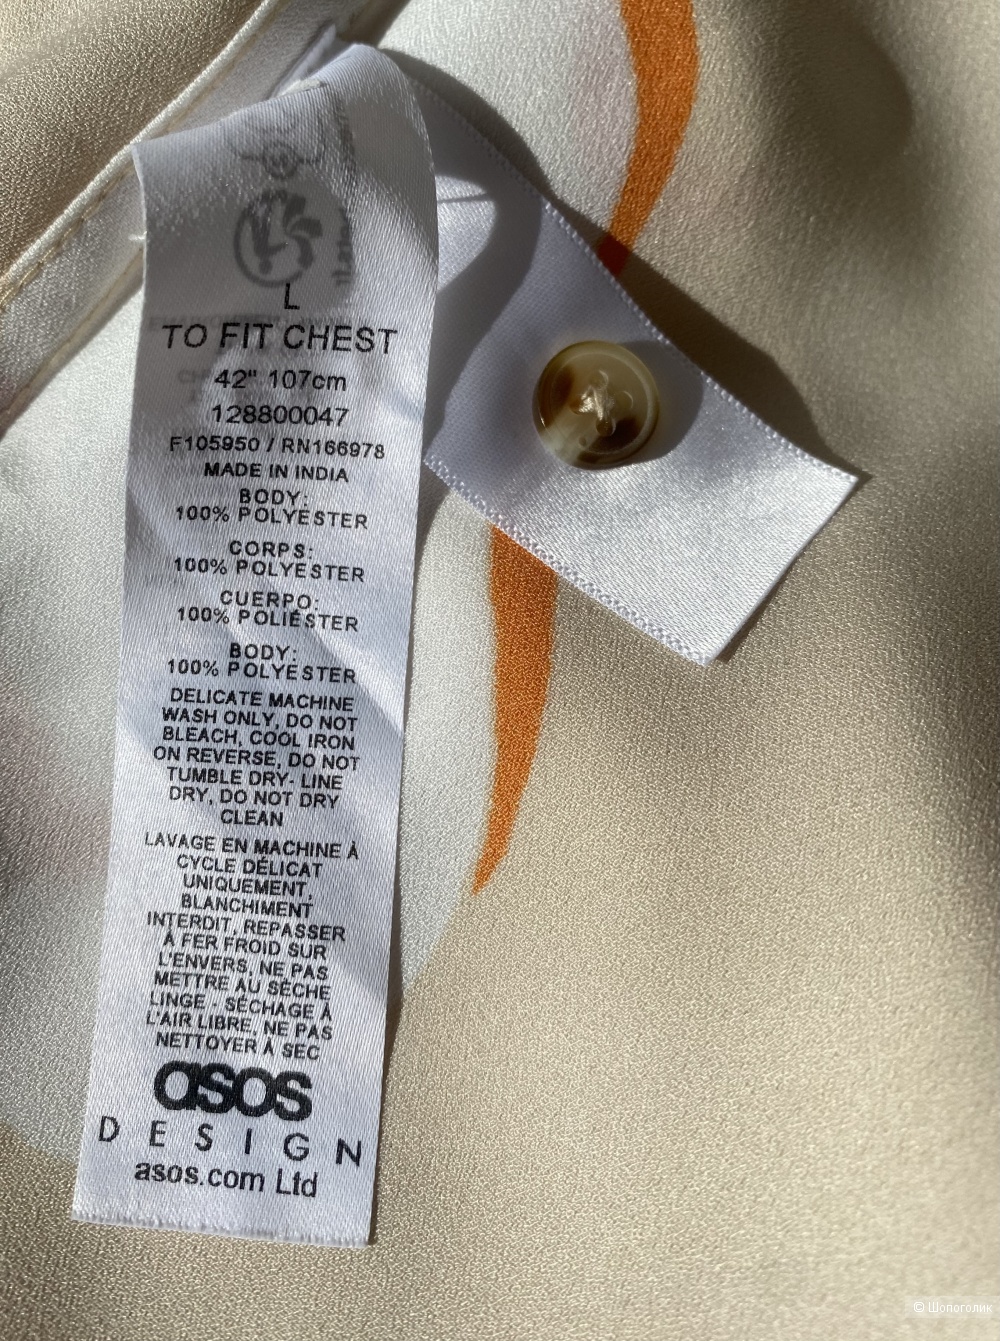 L
TO FIT CHEST
42" 107cm
128800047
F105950 / RN166978
MADE IN INDIA
BODY:
100% POLYESTER
CORPS:
100% POLYESTER
CUERPO:
100% POLIÉSTER
BODY:
100% POLYESTER
DELICATE MACHINE
WASH ONLY, DO NOT
BLEACH, COOL IRON
ON REVERSE, DO NOT
TUMBLE DRY- LINE
DRY, DO NOT DRY
CLEAN
LAVAGE EN MACHINE À
CYCLE DÉLICAT
UNIQUEMENT,
BLANCHIMENT
INTERDIT, REPASSER
À FER FROID SUR
L'ENVERS, NE PAS
METTRE AU SÈCHE
LINGE - SÉCHAGE À
L'AIR LIBRE, NE PAS
NETTOYER À SEC
asos
DESIGN
asos.com Ltd
© Шопоголик